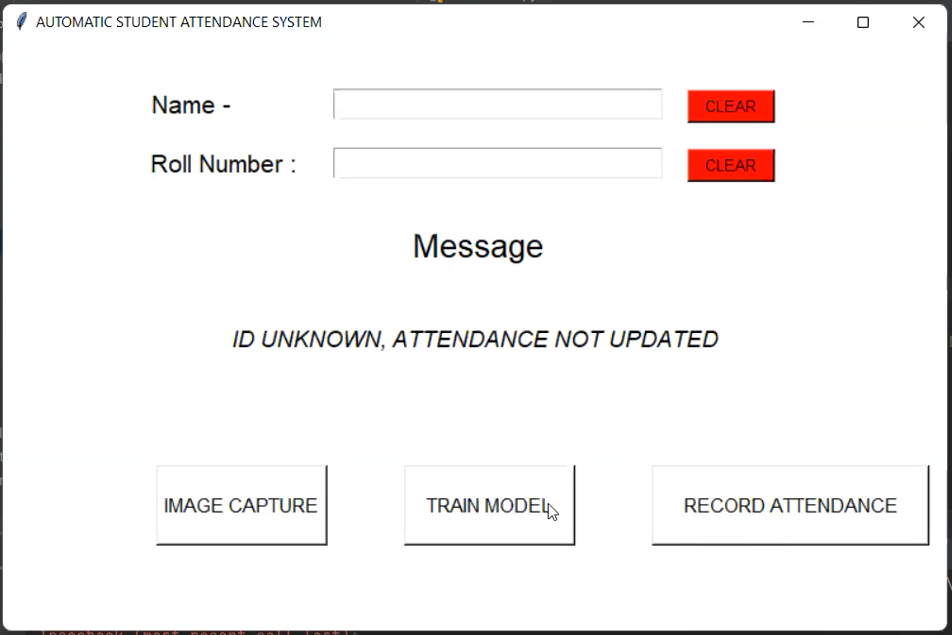 AUTOMATIC STUDENT ATTENDANCE SYSTEM
Name -
CLEAR
Roll Number :
CLEAR
Message
ID UNKNOWN, ATTENDANCE NOT UPDATED
IMAGE CAPTURE
TRAIN MODEL
RECORD ATTENDANCE